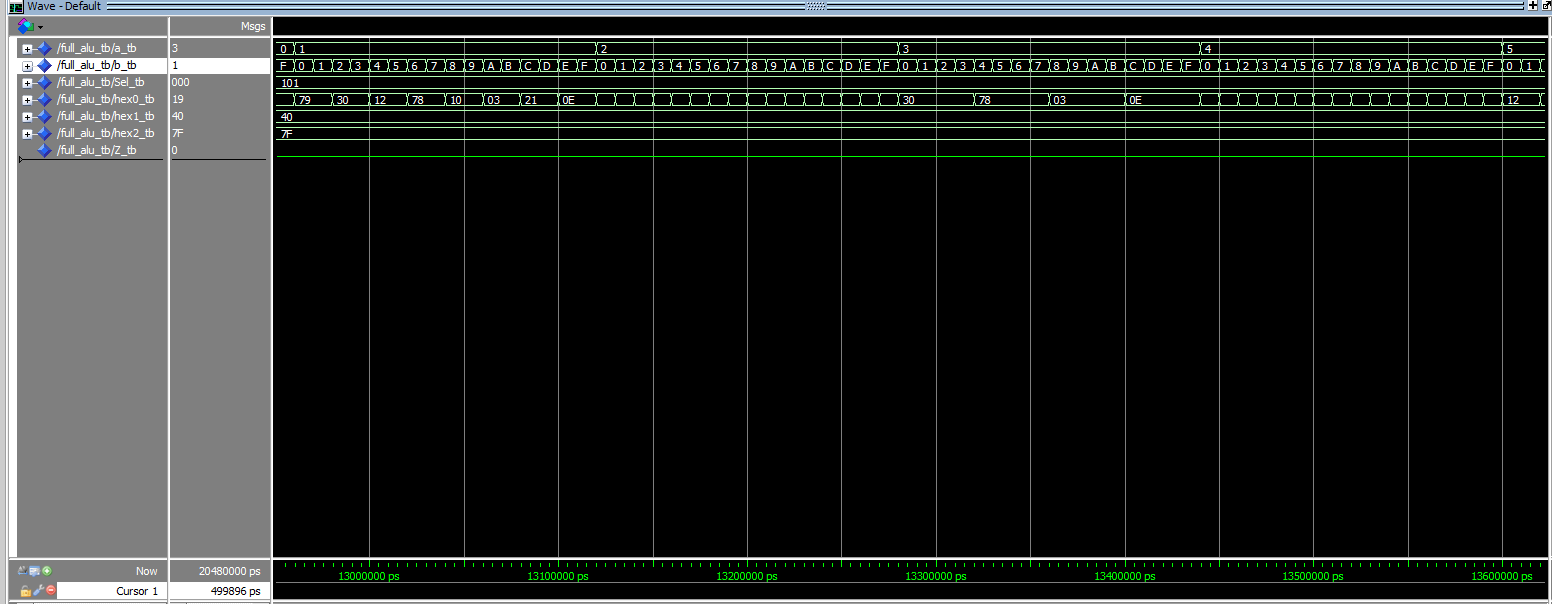 Wave - Default
Msgs
/full_alu_tb/a_tb 3 0 1 2 3 4 5
/full_alu_tb/b_tb 1 F 0 1 2 3 4 5 6 7 8 9 A B C D E F 0 1 2 3 4 5 6 7 8 9 A B C D E F 0 1 2 3 4 5 6 7 8 9 A B C D E F 0 1 2 3 4 5 6 7 8 9 A B C D E F 0 1
/full_alu_tb/Sel_tb 000 101
/full_alu_tb/hex0_tb 19 79 30 12 78 10 03 21 0E 30 78 03 0E 12
/full_alu_tb/hex1_tb 40 40
/full_alu_tb/hex2_tb 7F 7F
/full_alu_tb/Z_tb 0
Now 20480000 ps 13000000 ps 13100000 ps 13200000 ps 13300000 ps 13400000 ps 13500000 ps 13600000 ps
Cursor 1 499896 ps